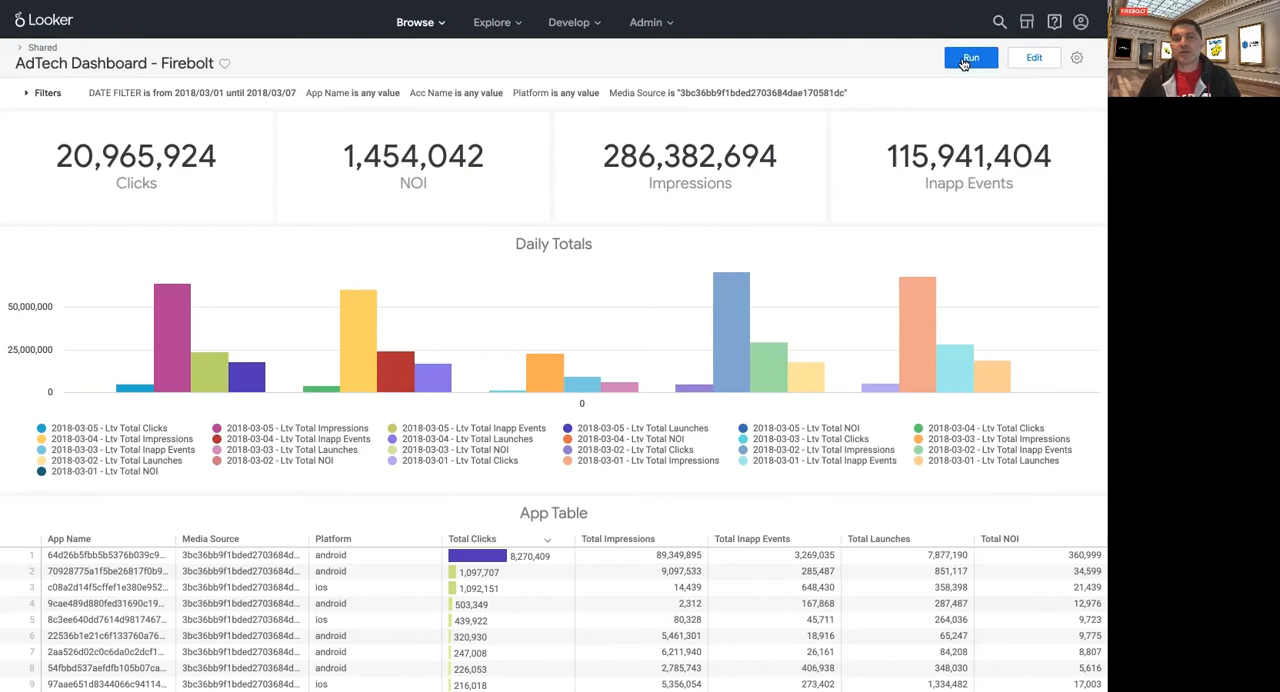 Looker
Browse Explore Develop Admin
FIREBOLT
Shared
AdTech Dashboard - Firebolt
Run Edit
Filters DATE FILTER is from 2018/03/01 until 2018/03/07 App Name is any value Acc Name is any value Platform is any value Media Source is "3bc36bb9f1bded2703684dae170581dc"
20,965,924 1,454,042 286,382,694 115,941,404
Clicks NOI Impressions Inapp Events
Daily Totals
50,000,000
25,000,000
0
0
2018-03-05 - Ltv Total Clicks 2018-03-05 - Ltv Total Impressions 2018-03-05 - Ltv Total Inapp Events 2018-03-05 - Ltv Total Launches 2018-03-05 - Ltv Total NOI 2018-03-04 - Ltv Total Clicks
2018-03-04 - Ltv Total Impressions 2018-03-04 - Ltv Total Inapp Events 2018-03-04 - Ltv Total Launches 2018-03-04 - Ltv Total NOI 2018-03-03 - Ltv Total Clicks 2018-03-03 - Ltv Total Impressions
2018-03-03 - Ltv Total Inapp Events 2018-03-03 - Ltv Total Launches 2018-03-03 - Ltv Total NOI 2018-03-02 - Ltv Total Clicks 2018-03-02 - Ltv Total Impressions 2018-03-02 - Ltv Total Inapp Events
2018-03-02 - Ltv Total Launches 2018-03-02 - Ltv Total NOI 2018-03-01 - Ltv Total Clicks 2018-03-01 - Ltv Total Impressions 2018-03-01 - Ltv Total Inapp Events 2018-03-01 - Ltv Total Launches
2018-03-01 - Ltv Total NOI
App Table
App Name Media Source Platform Total Clicks Total Impressions Total Inapp Events Total Launches Total NOI
1 64d26b5fbb5b5376b039c9... 3bc36bb9f1bded2703684d... android 8,270,409 89,349,895 3,269,035 7,877,190 360,999
2 70928775a1f5be26817f0b9... 3bc36bb9f1bded2703684d... android 1,097,707 9,097,533 285,487 851,117 34,599
3 c08a2d14f5cffef1e380e952... 3bc36bb9f1bded2703684d... ios 1,092,151 14,439 648,430 358,398 21,439
4 9cae489d880fed31690c19... 3bc36bb9f1bded2703684d... android 503,349 2,312 167,868 287,487 12,976
5 8c3ee640dd7614d9817467... 3bc36bb9f1bded2703684d... ios 439,922 80,328 45,711 264,036 9,723
6 22536b1e21c6f133760a76... 3bc36bb9f1bded2703684d... android 320,930 5,461,301 18,916 65,247 9,775
7 2aa526d02c0c6da0c2dcf1... 3bc36bb9f1bded2703684d... android 247,008 6,211,940 26,161 84,208 8,807
8 54fbbd537aefdfb105b07ca... 3bc36bb9f1bded2703684d... android 226,053 2,785,743 406,938 348,030 5,616
9 97aae651d8344066c94114... 3bc36bb9f1bded2703684d... ios 216,018 5,356,054 273,402 1,334,482 17,003